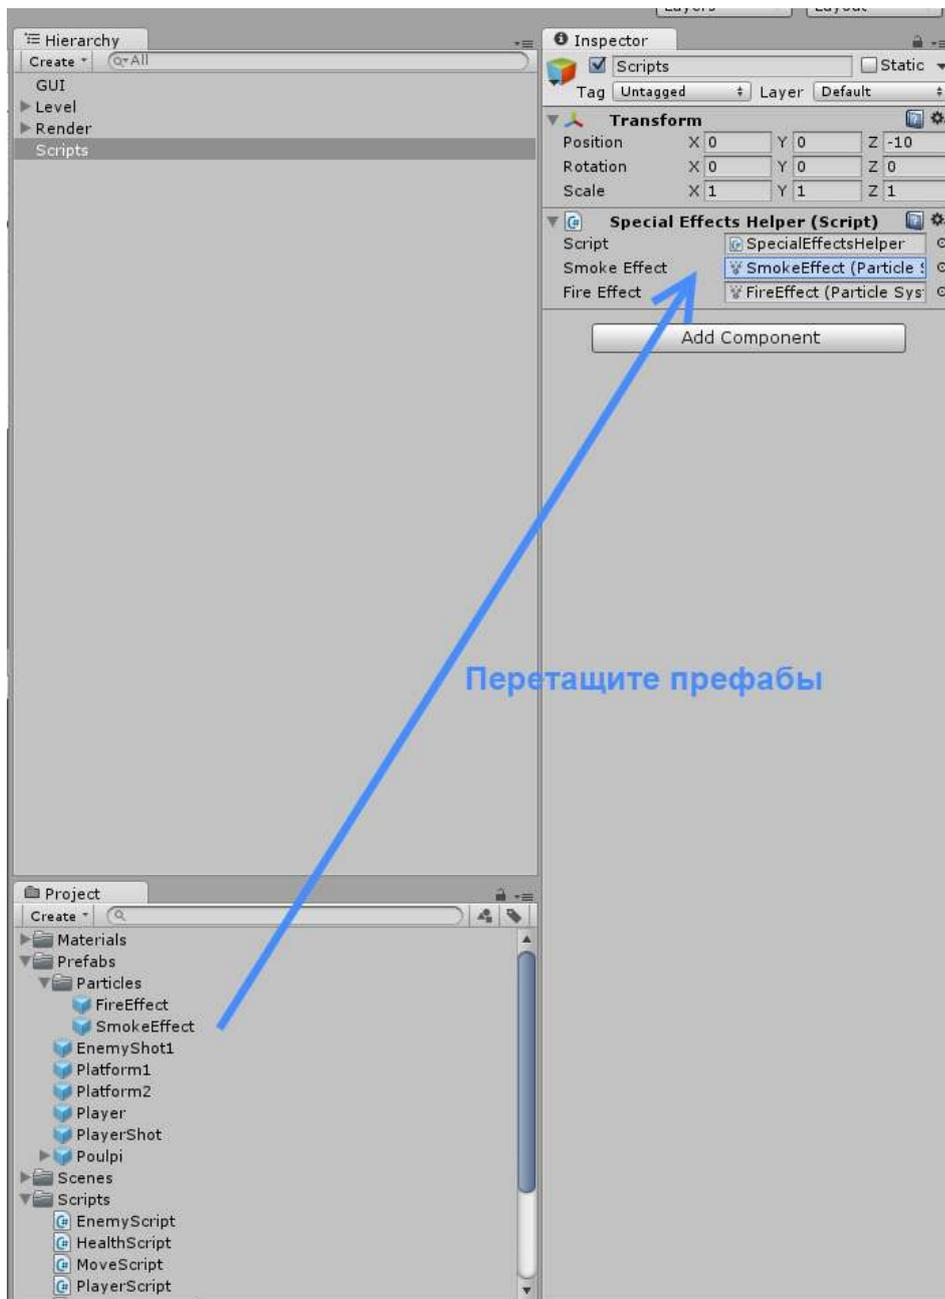 Hierarchy
Create
All
GUI
Level
Render
Scripts
Inspector
Scripts
Static
Tag Untagged Layer Default
Transform
Position X 0 Y 0 Z -10
Rotation X 0 Y 0 Z 0
Scale X 1 Y 1 Z 1
Special Effects Helper (Script)
Script SpecialEffectsHelper
Smoke Effect SmokeEffect (Particle
Fire Effect FireEffect (Particle Sys
Add Component
Перетащите префабы
Project
Create
Materials
Prefabs
Particles
FireEffect
SmokeEffect
EnemyShot1
Platform1
Platform2
Player
PlayerShot
Poulpi
Scenes
Scripts
EnemyScript
HealthScript
MoveScript
PlayerScript